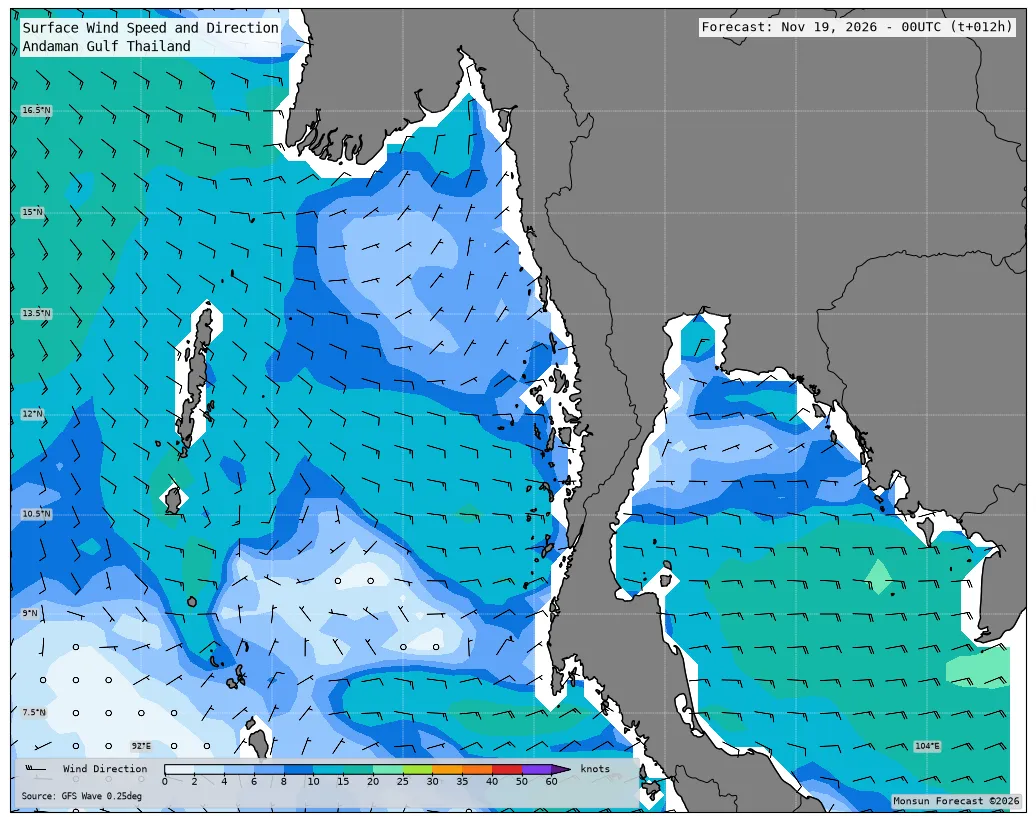 Surface Wind Speed and Direction
Andaman Gulf Thailand
Forecast: Nov 19, 2026 - 00UTC (t+012h)
16.5°N
15°N
13.5°N
12°N
10.5°N
9°N
7.5°N
92°E
104°E
Wind Direction
0 2 4 6 8 10 15 20 25 30 35 40 50 60
knots
Source: GFS Wave 0.25deg
Monsun Forecast ©2026